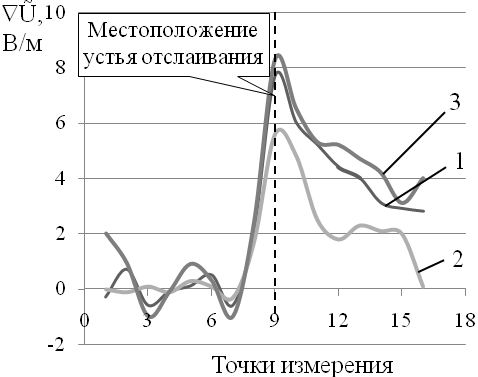 ∇Ũ,
В/м
10
8
6
4
2
0
-2
Местоположение
устья отслаивания
3
1
2
0 3 6 9 12 15 18
Точки измерения